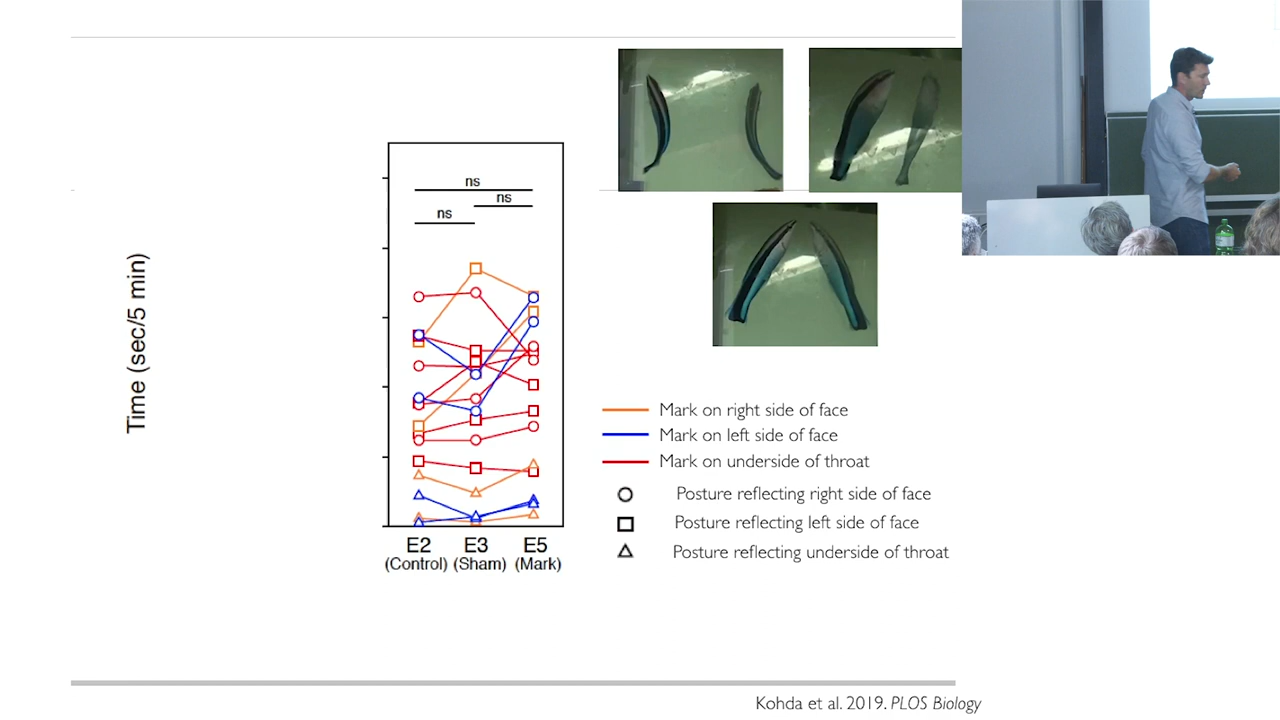 ns
ns
ns
Time (sec/5 min)
E2 E3 E5
(Control) (Sham) (Mark)
Mark on right side of face
Mark on left side of face
Mark on underside of throat
Posture reflecting right side of face
Posture reflecting left side of face
Posture reflecting underside of throat
Kohda et al. 2019. PLOS Biology